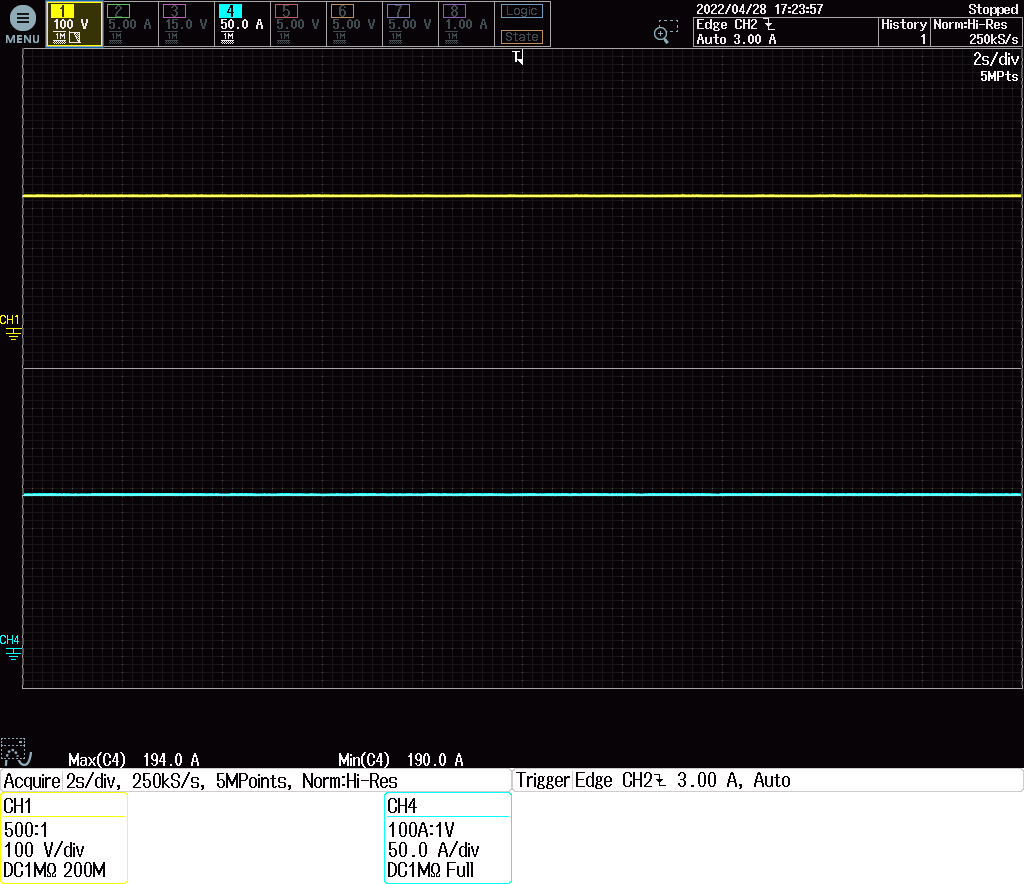 MENU
1 2 3 4 5 6 7 8 Logic
100 V 5.00 A 15.0 V 50.0 A 5.00 V 5.00 V 5.00 V 1.00 A
1M 1M 1M 1M 1M 1M 1M 1M State
2022/04/28 17:23:57 Stopped
Edge CH2 History Norm:Hi-Res
Auto 3.00 A 1 250kS/s
T
2s/div
5MPts
CH1
CH4
Max(C4) 194.0 A Min(C4) 190.0 A
Acquire 2s/div, 250kS/s, 5MPoints, Norm:Hi-Res Trigger Edge CH2 3.00 A, Auto
CH1 CH4
500:1 100A:1V
100 V/div 50.0 A/div
DC1MΩ 200M DC1MΩ Full